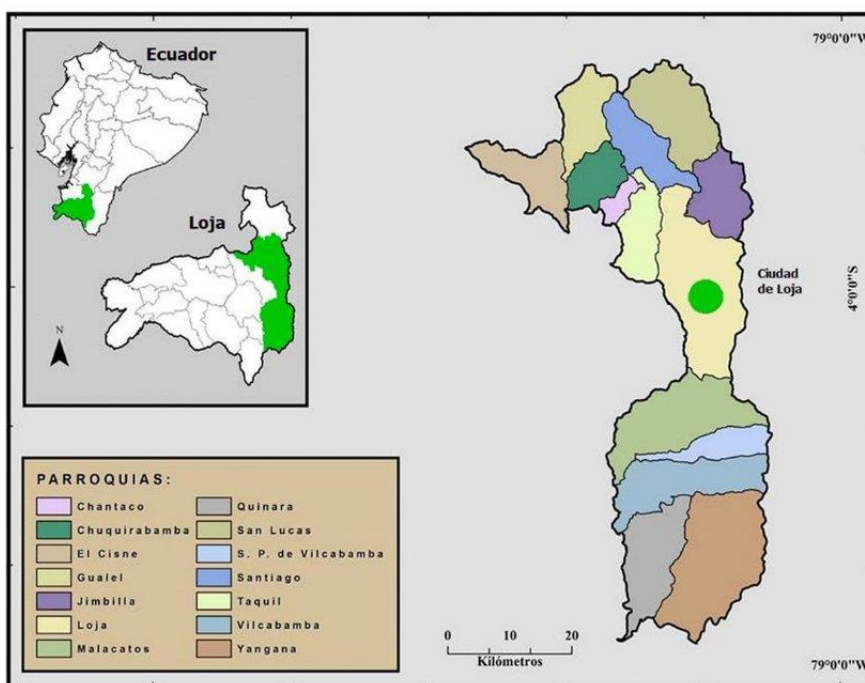 79°0'0"W
Ecuador
Loja
N
Ciudad
de Loja
4°0'0"S
PARROQUIAS:
Chantaco
Chuquirabamba
El Cisne
Gualel
Jimbilla
Loja
Malacatos
Quinara
San Lucas
S. P. de Vilcabamba
Santiago
Taquil
Vilcabamba
Yangana
0 10 20
Kilómetros
79°0'0"W